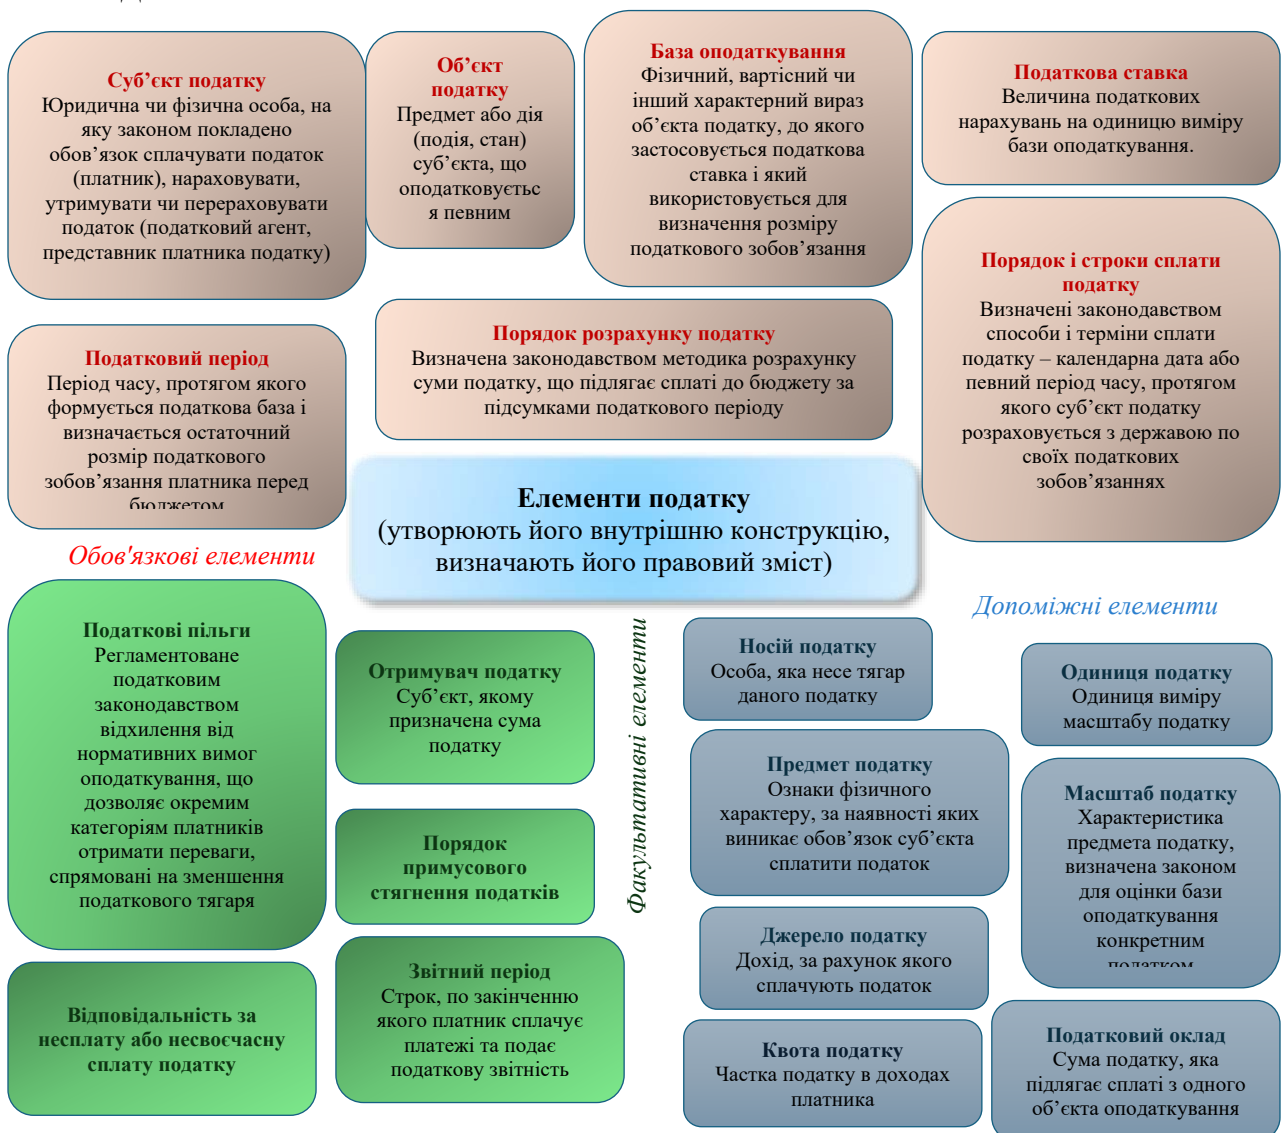 Суб’єкт податку
Юридична чи фізична особа, на
яку законом покладено
обов’язок сплачувати податок
(платник), нараховувати,
утримувати чи перераховувати
податок (податковий агент,
представник платника податку)
Об’єкт
податку
Предмет або дія
(подія, стан)
суб’єкта, що
оподатковуєтьс
я певним
База оподаткування
Фізичний, вартісний чи
інший характерний вираз
об’єкта податку, до якого
застосовується податкова
ставка і який
використовується для
визначення розміру
податкового зобов’язання
Податкова ставка
Величина податкових
нарахувань на одиницю виміру
бази оподаткування.
Порядок і строки сплати
податку
Визначені законодавством
способи і терміни сплати
податку – календарна дата або
певний період часу, протягом
якого суб’єкт податку
розраховується з державою по
своїх податкових
зобов’язаннях
Податковий період
Період часу, протягом якого
формується податкова база і
визначається остаточний
розмір податкового
зобов’язання платника перед
бюджетом
Порядок розрахунку податку
Визначена законодавством методика розрахунку
суми податку, що підлягає сплаті до бюджету за
підсумками податкового періоду
Елементи податку
(утворюють його внутрішню конструкцію,
визначають його правовий зміст)
Обов'язкові елементи
Податкові пільги
Регламентоване
податковим
законодавством
відхилення від
нормативних вимог
оподаткування, що
дозволяє окремим
категоріям платників
отримати переваги,
спрямовані на зменшення
податкового тягаря
Отримувач податку
Суб’єкт, якому
призначена сума
податку
Порядок
примусового
стягнення податків
Відповідальність за
несплату або несвоєчасну
сплату податку
Звітний період
Строк, по закінченню
якого платник сплачує
платежі та подає
податкову звітність
Факультативні елементи
Допоміжні елементи
Носій податку
Особа, яка несе тягар
даного податку
Одиниця податку
Одиниця виміру
масштабу податку
Предмет податку
Ознаки фізичного
характеру, за наявності яких
виникає обов’язок суб’єкта
сплатити податок
Масштаб податку
Характеристика
предмета податку,
визначена законом
для оцінки бази
оподаткування
конкретним
податком
Джерело податку
Дохід, за рахунок якого
сплачують податок
Квота податку
Частка податку в доходах
платника
Податковий оклад
Сума податку, яка
підлягає сплаті з одного
об’єкта оподаткування